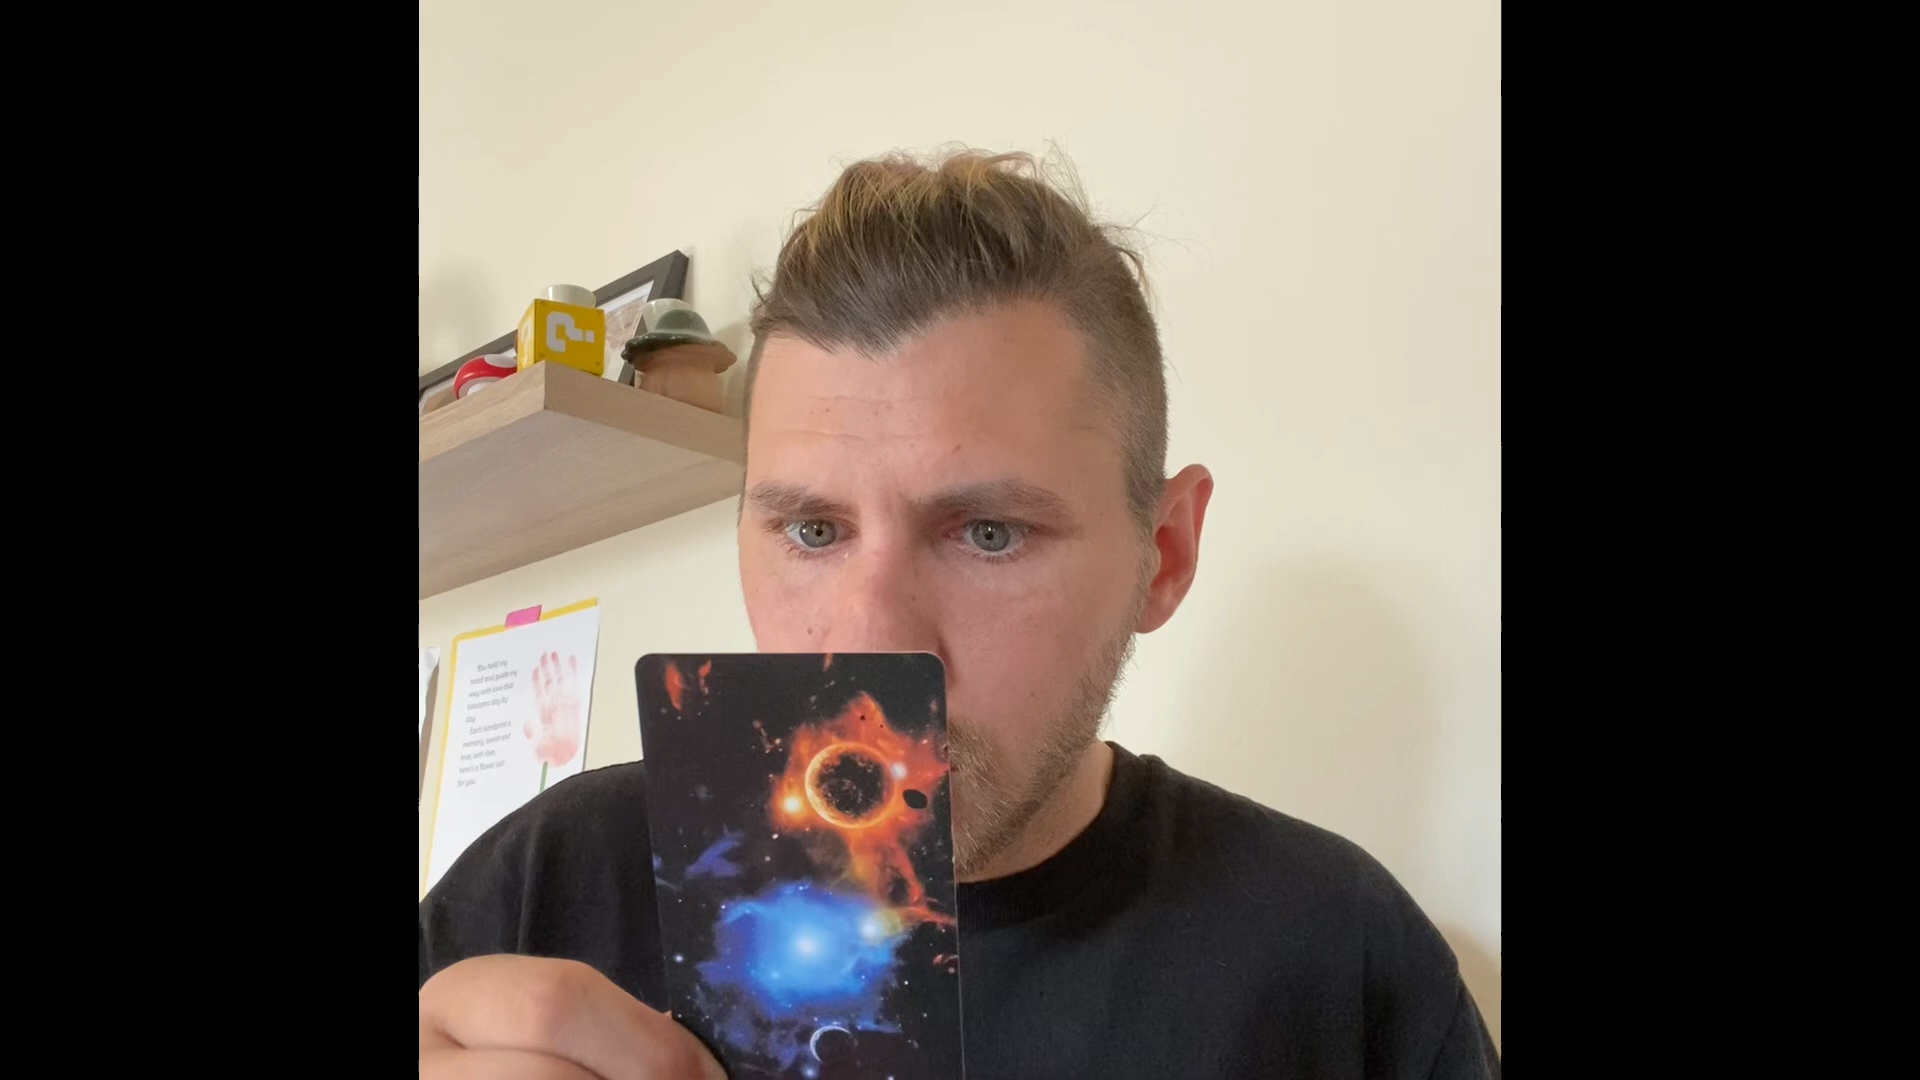 ?
You hold my
hand and guide my
way with love that
blossoms day by
day.
Each handprint a
memory, sweet and
true, with love,
here's a flower just
for you.